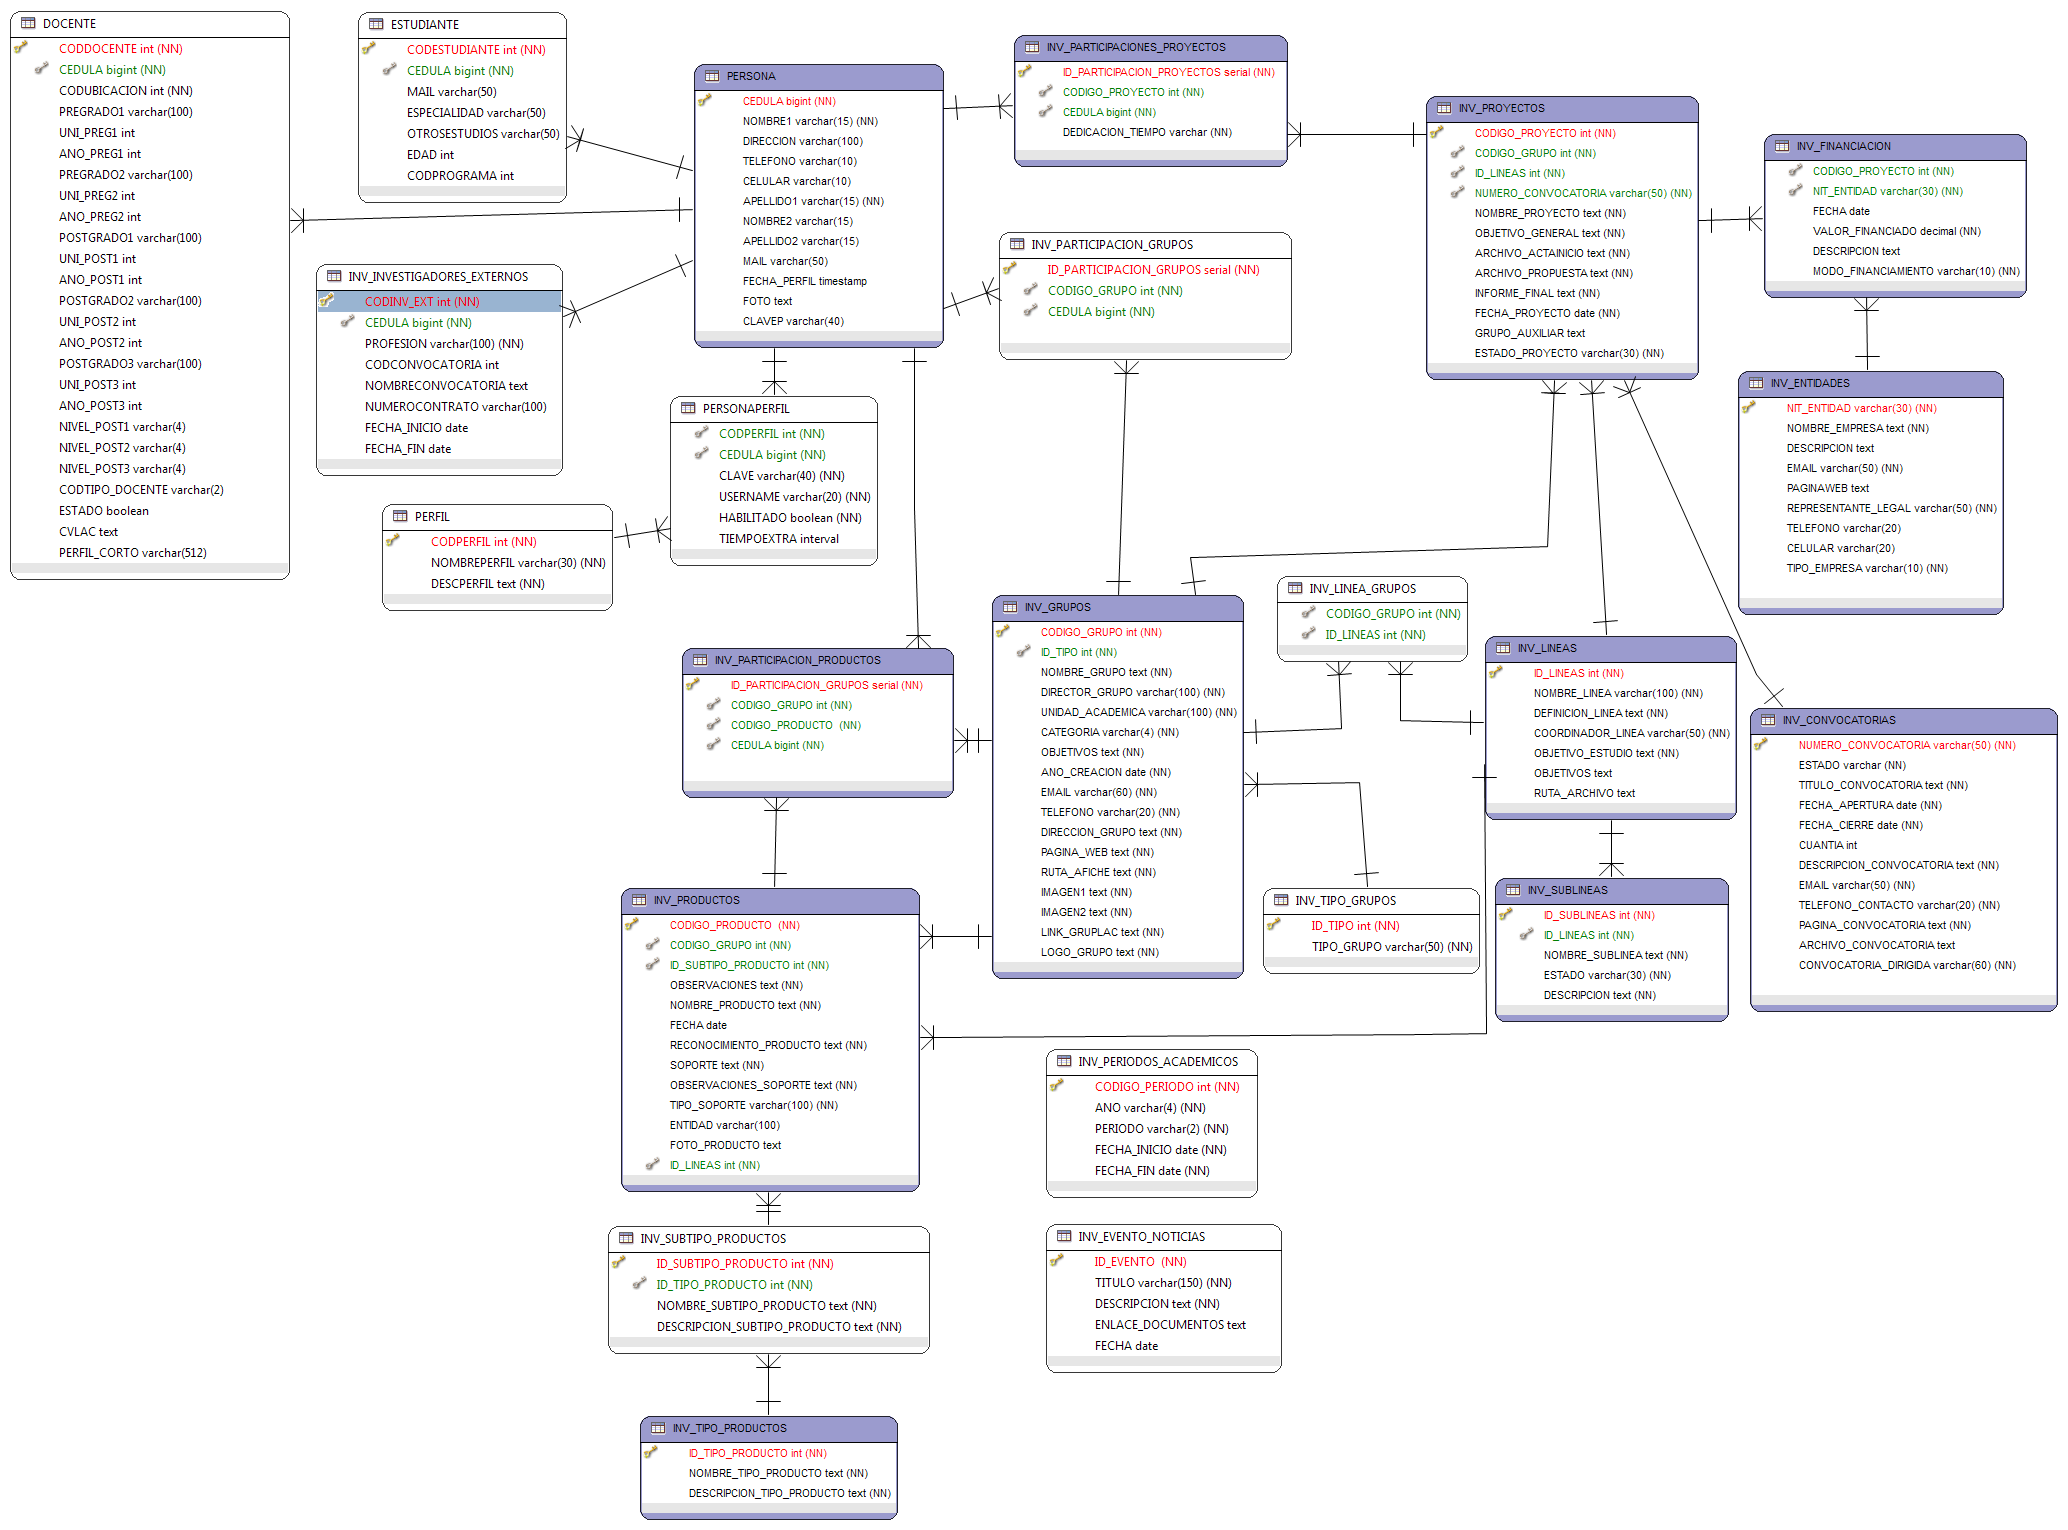 DOCENTE
CODDOCENTE int (NN)
CEDULA bigint (NN)
CODUBICACION int (NN)
PREGRADO1 varchar(100)
UNI_PREG1 int
ANO_PREG1 int
PREGRADO2 varchar(100)
UNI_PREG2 int
ANO_PREG2 int
POSTGRADO1 varchar(100)
UNI_POST1 int
ANO_POST1 int
POSTGRADO2 varchar(100)
UNI_POST2 int
ANO_POST2 int
POSTGRADO3 varchar(100)
UNI_POST3 int
ANO_POST3 int
NIVEL_POST1 varchar(4)
NIVEL_POST2 varchar(4)
NIVEL_POST3 varchar(4)
CODTIPO_DOCENTE varchar(2)
ESTADO boolean
CVLAC text
PERFIL_CORTO varchar(512)
ESTUDIANTE
CODESTUDIANTE int (NN)
CEDULA bigint (NN)
MAIL varchar(50)
ESPECIALIDAD varchar(50)
OTROSESTUDIOS varchar(50)
EDAD int
CODPROGRAMA int
INV_INVESTIGADORES_EXTERNOS
CODINV_EXT int (NN)
CEDULA bigint (NN)
PROFESION varchar(100) (NN)
CODCONVOCATORIA int
NOMBRECONVOCATORIA text
NUMEROCONTRATO varchar(100)
FECHA_INICIO date
FECHA_FIN date
PERFIL
CODPERFIL int (NN)
NOMBREPERFIL varchar(30) (NN)
DESCPERFIL text (NN)
PERSONA
CEDULA bigint (NN)
NOMBRE1 varchar(15) (NN)
DIRECCION varchar(100)
TELEFONO varchar(10)
CELULAR varchar(10)
APELLIDO1 varchar(15) (NN)
NOMBRE2 varchar(15)
APELLIDO2 varchar(15)
MAIL varchar(50)
FECHA_PERFIL timestamp
FOTO text
CLAVEP varchar(40)
PERSONAPERFIL
CODPERFIL int (NN)
CEDULA bigint (NN)
CLAVE varchar(40) (NN)
USERNAME varchar(20) (NN)
HABILITADO boolean (NN)
TIEMPOEXTRA interval
INV_PARTICIPACIONES_PROYECTOS
ID_PARTICIPACION_PROYECTOS serial (NN)
CODIGO_PROYECTO int (NN)
CEDULA bigint (NN)
DEDICACION_TIEMPO varchar (NN)
INV_PARTICIPACION_GRUPOS
ID_PARTICIPACION_GRUPOS serial (NN)
CODIGO_GRUPO int (NN)
CEDULA bigint (NN)
INV_PROYECTOS
CODIGO_PROYECTO int (NN)
CODIGO_GRUPO int (NN)
ID_LINEAS int (NN)
NUMERO_CONVOCATORIA varchar(50) (NN)
NOMBRE_PROYECTO text (NN)
OBJETIVO_GENERAL text (NN)
ARCHIVO_ACTAINICIO text (NN)
ARCHIVO_PROPUESTA text (NN)
INFORME_FINAL text (NN)
FECHA_PROYECTO date (NN)
GRUPO_AUXILIAR text
ESTADO_PROYECTO varchar(30) (NN)
INV_FINANCIACION
CODIGO_PROYECTO int (NN)
NIT_ENTIDAD varchar(30) (NN)
FECHA date
VALOR_FINANCIADO decimal (NN)
DESCRIPCION text
MODO_FINANCIAMIENTO varchar(10) (NN)
INV_ENTIDADES
NIT_ENTIDAD varchar(30) (NN)
NOMBRE_EMPRESA text (NN)
DESCRIPCION text
EMAIL varchar(50) (NN)
PAGINAWEB text
REPRESENTANTE_LEGAL varchar(50) (NN)
TELEFONO varchar(20)
CELULAR varchar(20)
TIPO_EMPRESA varchar(10) (NN)
INV_PARTICIPACION_PRODUCTOS
ID_PARTICIPACION_GRUPOS serial (NN)
CODIGO_GRUPO int (NN)
CODIGO_PRODUCTO (NN)
CEDULA bigint (NN)
INV_GRUPOS
CODIGO_GRUPO int (NN)
ID_TIPO int (NN)
NOMBRE_GRUPO text (NN)
DIRECTOR_GRUPO varchar(100) (NN)
UNIDAD_ACADEMICA varchar(100) (NN)
CATEGORIA varchar(4) (NN)
OBJETIVOS text (NN)
ANO_CREACION date (NN)
EMAIL varchar(60) (NN)
TELEFONO varchar(20) (NN)
DIRECCION_GRUPO text (NN)
PAGINA_WEB text (NN)
RUTA_AFICHE text (NN)
IMAGEN1 text (NN)
IMAGEN2 text (NN)
LINK_GRUPLAC text (NN)
LOGO_GRUPO text (NN)
INV_LINEA_GRUPOS
CODIGO_GRUPO int (NN)
ID_LINEAS int (NN)
INV_LINEAS
ID_LINEAS int (NN)
NOMBRE_LINEA varchar(100) (NN)
DEFINICION_LINEA text (NN)
COORDINADOR_LINEA varchar(50) (NN)
OBJETIVO_ESTUDIO text (NN)
OBJETIVOS text
RUTA_ARCHIVO text
INV_CONVOCATORIAS
NUMERO_CONVOCATORIA varchar(50) (NN)
ESTADO varchar (NN)
TITULO_CONVOCATORIA text (NN)
FECHA_APERTURA date (NN)
FECHA_CIERRE date (NN)
CUANTIA int
DESCRIPCION_CONVOCATORIA text (NN)
EMAIL varchar(50) (NN)
TELEFONO_CONTACTO varchar(20) (NN)
PAGINA_CONVOCATORIA text (NN)
ARCHIVO_CONVOCATORIA text
CONVOCATORIA_DIRIGIDA varchar(60) (NN)
INV_PRODUCTOS
CODIGO_PRODUCTO (NN)
CODIGO_GRUPO int (NN)
ID_SUBTIPO_PRODUCTO int (NN)
OBSERVACIONES text (NN)
NOMBRE_PRODUCTO text (NN)
FECHA date
RECONOCIMIENTO_PRODUCTO text (NN)
SOPORTE text (NN)
OBSERVACIONES_SOPORTE text (NN)
TIPO_SOPORTE varchar(100) (NN)
ENTIDAD varchar(100)
FOTO_PRODUCTO text
ID_LINEAS int (NN)
INV_TIPO_GRUPOS
ID_TIPO int (NN)
TIPO_GRUPO varchar(50) (NN)
INV_SUBLINEAS
ID_SUBLINEAS int (NN)
ID_LINEAS int (NN)
NOMBRE_SUBLINEA text (NN)
ESTADO varchar(30) (NN)
DESCRIPCION text (NN)
INV_PERIODOS_ACADEMICOS
CODIGO_PERIODO int (NN)
ANO varchar(4) (NN)
PERIODO varchar(2) (NN)
FECHA_INICIO date (NN)
FECHA_FIN date (NN)
INV_SUBTIPO_PRODUCTOS
ID_SUBTIPO_PRODUCTO int (NN)
ID_TIPO_PRODUCTO int (NN)
NOMBRE_SUBTIPO_PRODUCTO text (NN)
DESCRIPCION_SUBTIPO_PRODUCTO text (NN)
INV_EVENTO_NOTICIAS
ID_EVENTO (NN)
TITULO varchar(150) (NN)
DESCRIPCION text (NN)
ENLACE_DOCUMENTOS text
FECHA date
INV_TIPO_PRODUCTOS
ID_TIPO_PRODUCTO int (NN)
NOMBRE_TIPO_PRODUCTO text (NN)
DESCRIPCION_TIPO_PRODUCTO text (NN)